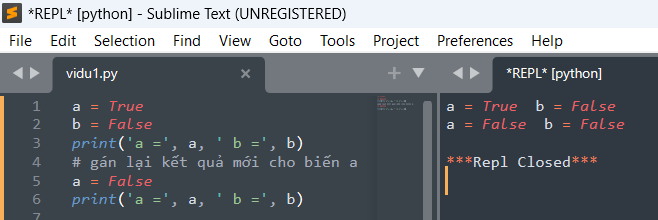 *REPL* [python] - Sublime Text (UNREGISTERED)
File Edit Selection Find View Goto Tools Project Preferences Help
vidu1.py
1 a = True
2 b = False
3 print('a =', a, ' b =', b)
4 # gán lại kết quả mới cho biến a
5 a = False
6 print('a =', a, ' b =', b)
7
*REPL* [python]
a = True  b = False
a = False  b = False
***Repl Closed***